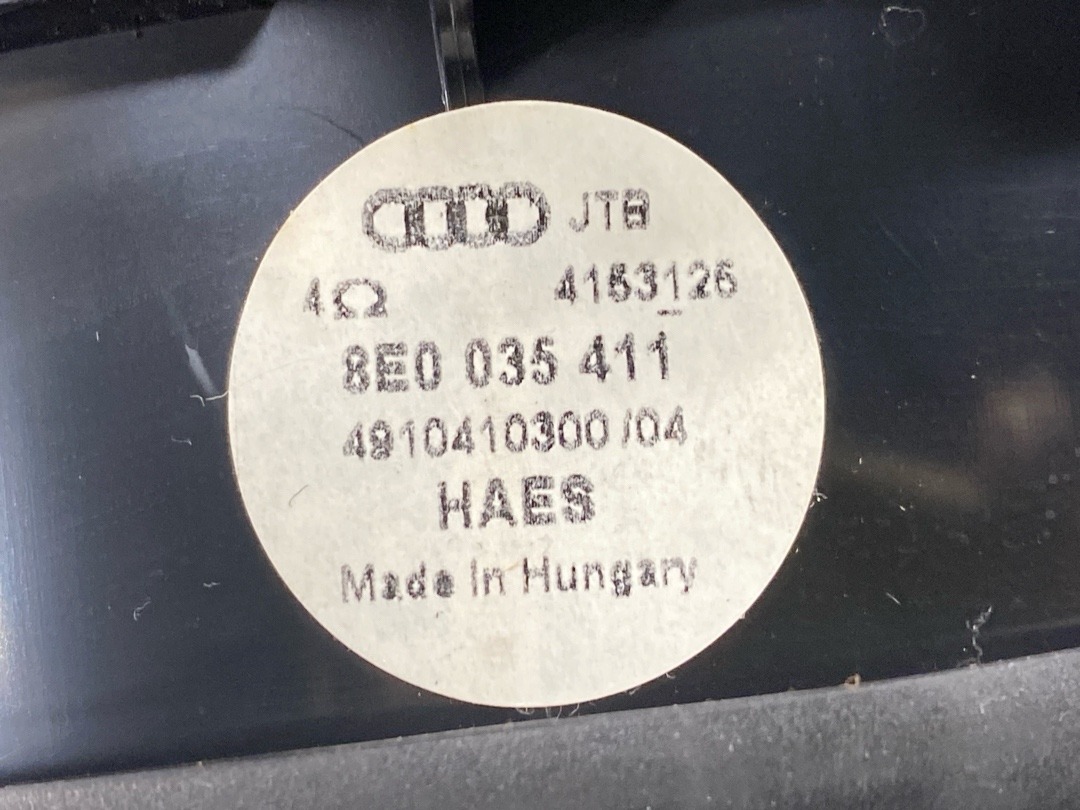 JTB
4Ω 4153126
8E0 035 411
4910410300 /04
HAES
Made In Hungary